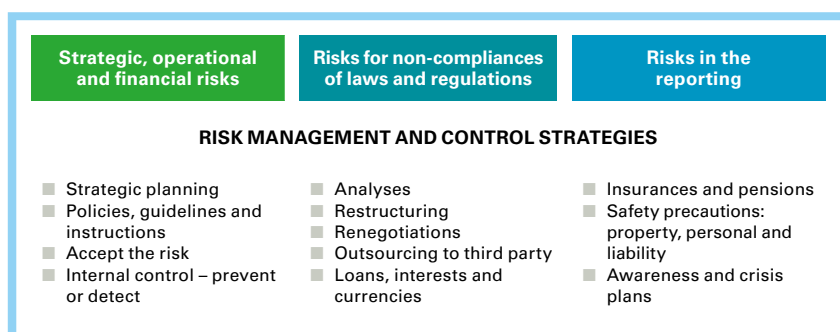 Strategic, operational
and financial risks
Risks for non-compliances
of laws and regulations
Risks in the
reporting
RISK MANAGEMENT AND CONTROL STRATEGIES
Strategic planning
Policies, guidelines and
instructions
Accept the risk
Internal control – prevent
or detect
Analyses
Restructuring
Renegotiations
Outsourcing to third party
Loans, interests and
currencies
Insurances and pensions
Safety precautions:
property, personal and
liability
Awareness and crisis
plans